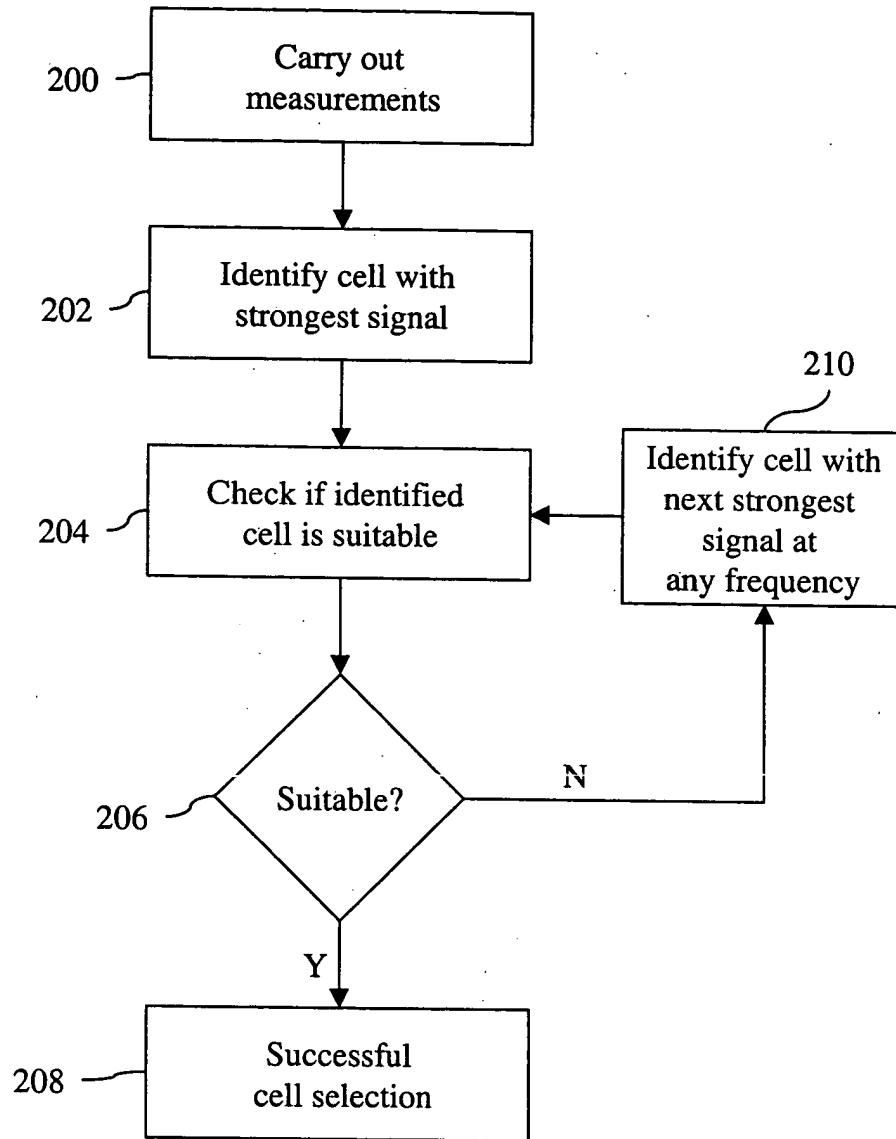 200
Carry out
measurements
202
Identify cell with
strongest signal
210
204
Check if identified
cell is suitable
Identify cell with
next strongest
signal at
any frequency
206
Suitable?
N
Y
208
Successful
cell selection